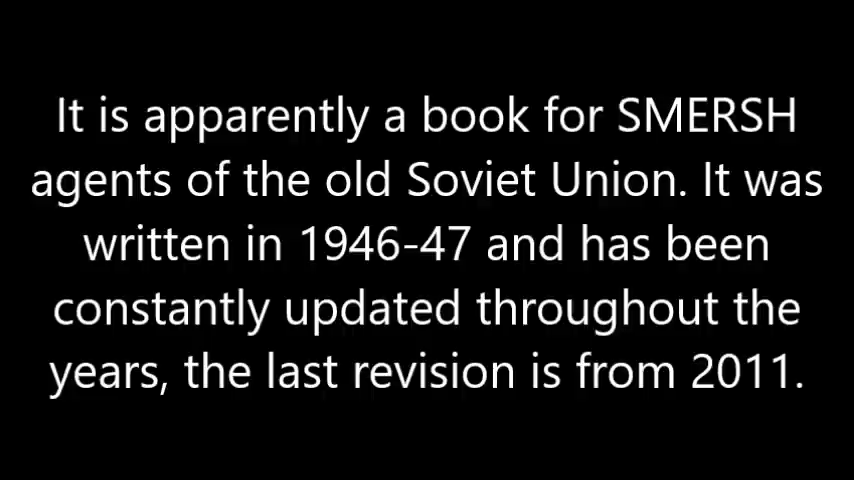 It is apparently a book for SMERSH
agents of the old Soviet Union. It was
written in 1946-47 and has been
constantly updated throughout the
years, the last revision is from 2011.